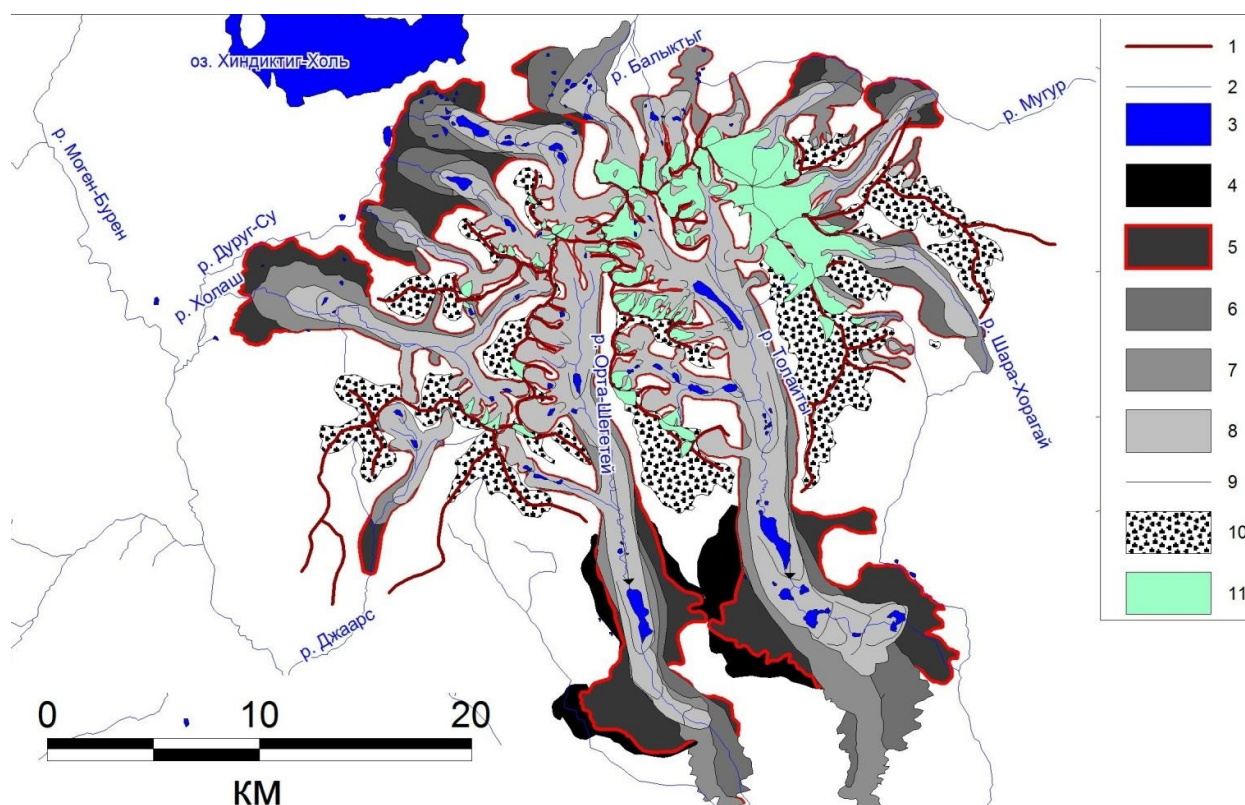 оз. Хиндиктиг-Холь
р. Балыктыг
р. Мугур
р. Моген-Бурен
р. Дуруг-Су
р. Холаш
р. Орта-Шегетей
р. Толайты
р. Шара-Хорагай
р. Джаарс
0 10 20
км
1
2
3
4
5
6
7
8
9
10
11